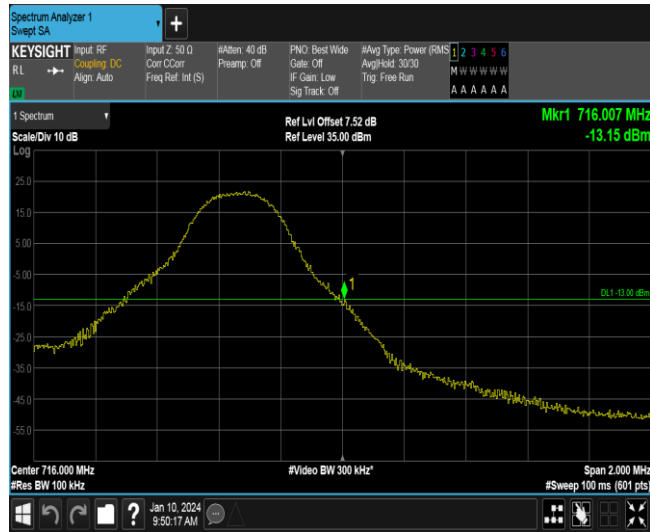 Spectrum Analyzer 1
Swept SA
+
KEYSIGHT
RL
LXI
Input: RF
Coupling: DC
Align: Auto
Input Z: 50 Ω
Corr CCorr
Freq Ref: Int (S)
#Atten: 40 dB
Preamp: Off
PNO: Best Wide
Gate: Off
IF Gain: Low
Sig Track: Off
#Avg Type: Power (RMS
Avg|Hold: 30/30
Trig: Free Run
1 2 3 4 5 6
M W W W W W
A A A A A A
1 Spectrum
Scale/Div 10 dB
Log
Ref Lvl Offset 7.52 dB
Ref Level 35.00 dBm
Mkr1 716.007 MHz
-13.15 dBm
25.0
15.0
5.00
-5.00
-15.0
-25.0
-35.0
-45.0
-55.0
1
DL1 -13.00 dBm
Center 716.000 MHz
#Res BW 100 kHz
#Video BW 300 kHz*
Span 2.000 MHz
#Sweep 100 ms (601 pts)
?
Jan 10, 2024
9:50:17 AM